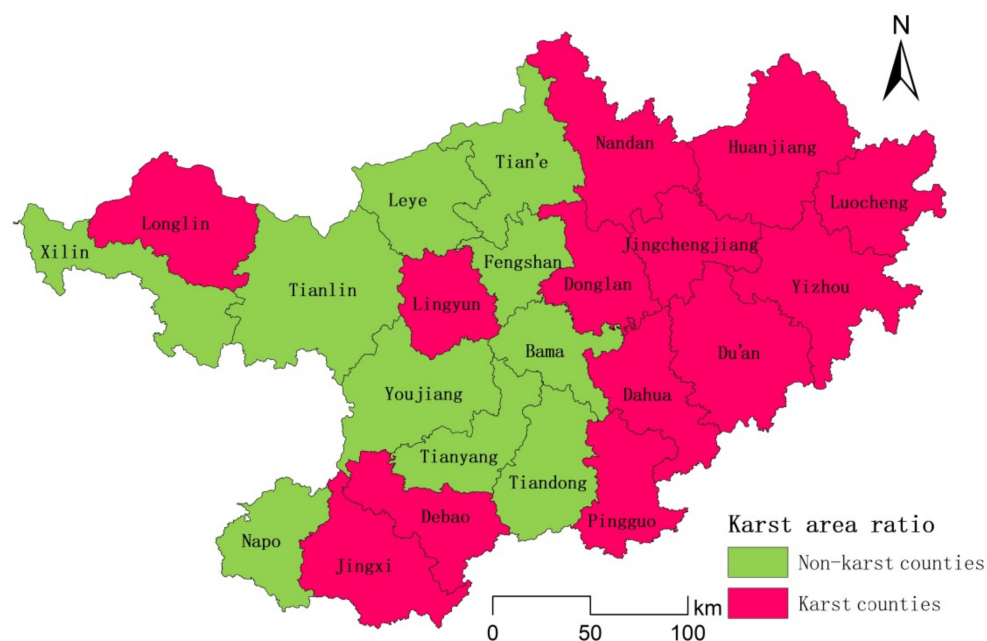 N
Nandan
Huanjiang
Tian'e
Leye
Luocheng
Longlin
Xilin
Jingchengjiang
Fengshan
Donglan
Yizhou
Tianlin
Lingyun
Bama
Du'an
Youjiang
Dahua
Tianyang
Tiandong
Debao
Pingguo
Napo
Jingxi
Karst area ratio
Non-karst counties
Karst counties
km
0 50 100